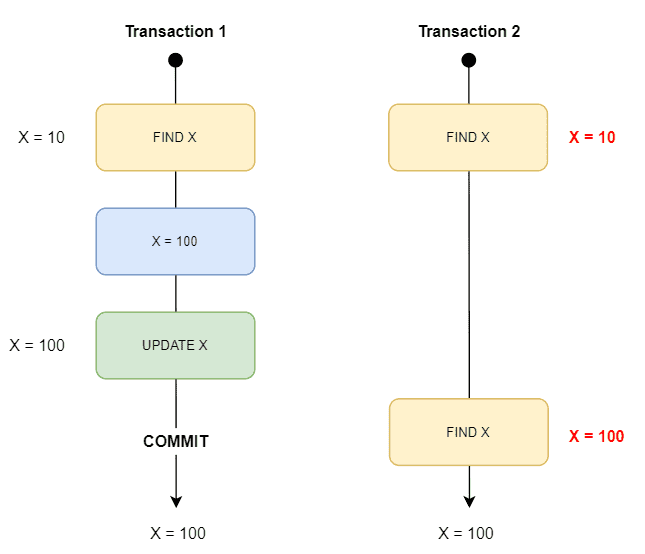 Transaction 1
Transaction 2
X = 10
FIND X
FIND X
X = 10
X = 100
X = 100
UPDATE X
COMMIT
FIND X
X = 100
X = 100
X = 100